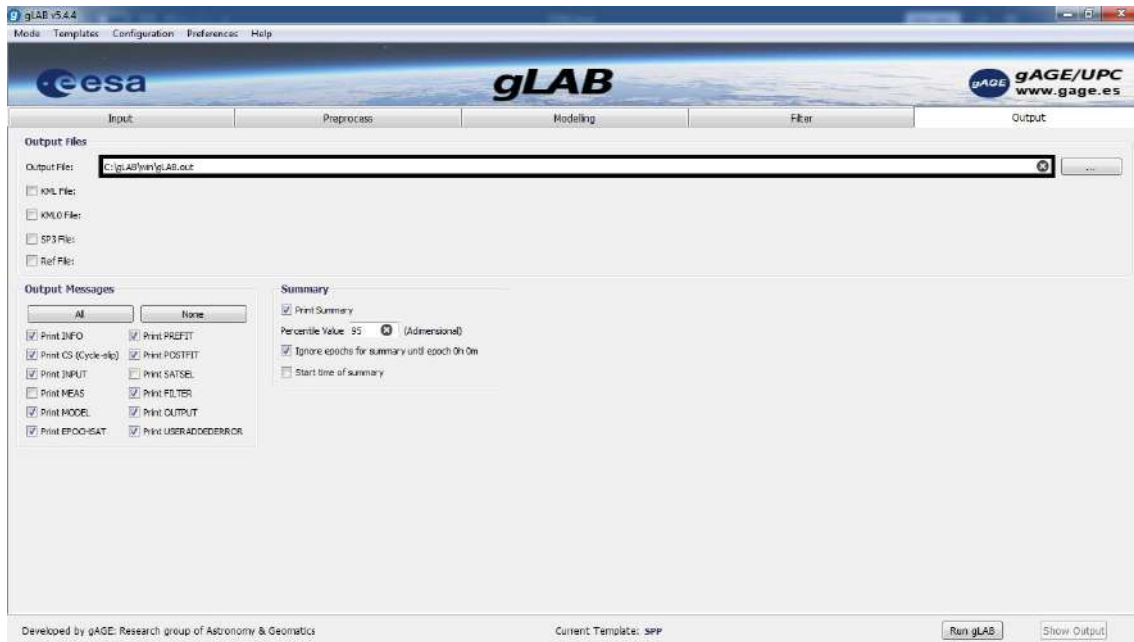 gLAB v5.4.4
Mode Templates Configuration Preferences Help
esa
gLAB
gAGE
gAGE/UPC
www.gage.es
Input
Preprocess
Modeling
Filter
Output
Output Files
Output File: C:\gLAB\win\gLAB.out ...
KML File:
KML0 File:
SP3 File:
Ref File:
Output Messages
All None
Print INFO Print PREFIT
Print CS (Cycle-slip) Print POSTFIT
Print INPUT Print SATSEL
Print MEAS Print FILTER
Print MODEL Print OUTPUT
Print EPOCHSAT Print USERADDEDERROR
Summary
Print Summary
Percentile Value 95 (Adimensional)
Ignore epochs for summary until epoch 0h 0m
Start time of summary
Developed by gAGE: Research group of Astronomy & Geomatics
Current Template: SPP
Run gLAB
Show Output